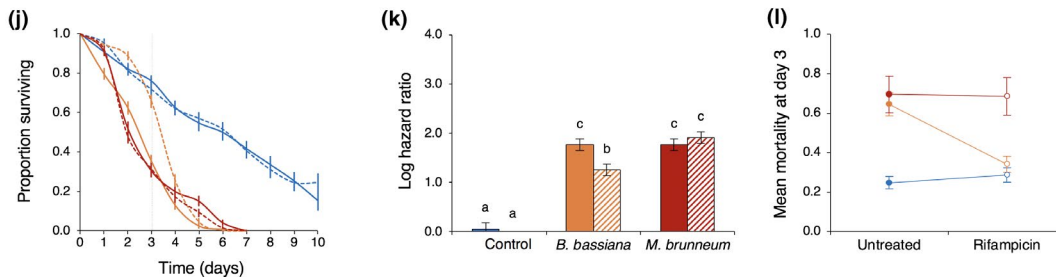 (j)
Proportion surviving
1.0
0.8
0.6
0.4
0.2
0.0
0 1 2 3 4 5 6 7 8 9 10
Time (days)
(k)
Log hazard ratio
4.0
3.0
2.0
1.0
0.0
a a
c b
c c
Control B. bassiana M. brunneum
(l)
Mean mortality at day 3
1.0
0.8
0.6
0.4
0.2
0.0
Untreated Rifampicin